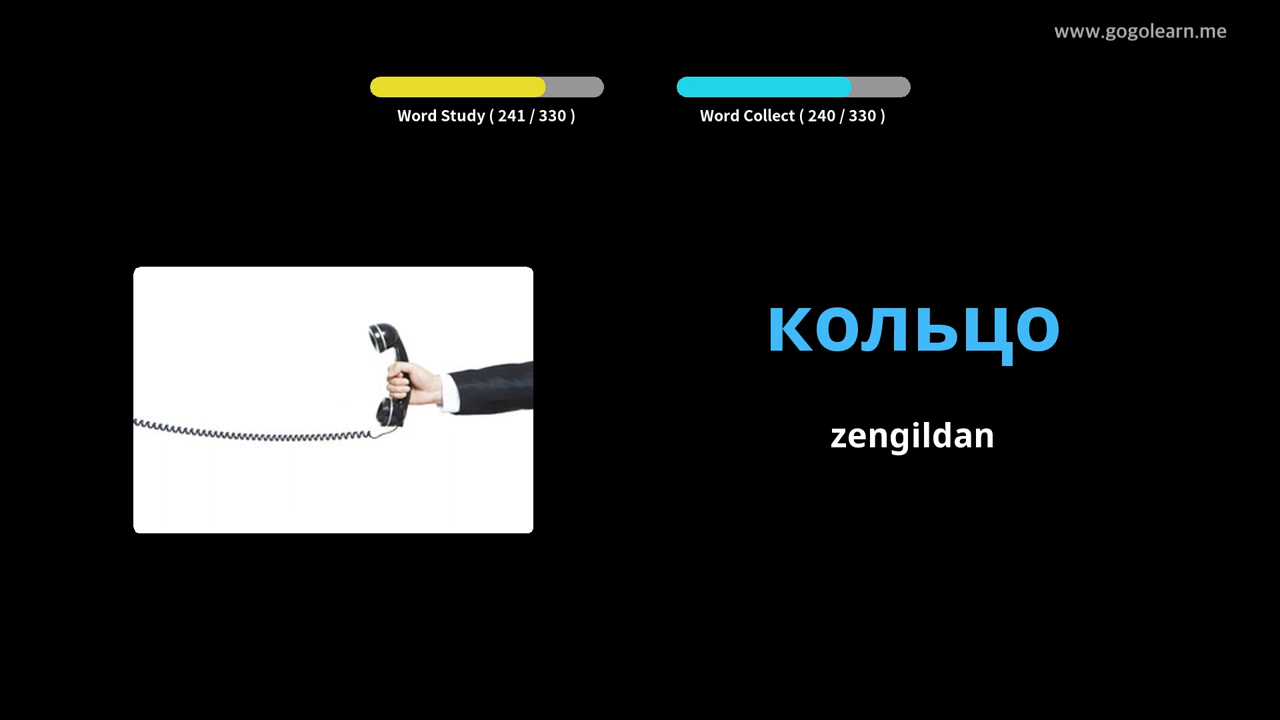 www.gogolearn.me
Word Study ( 241 / 330 )
Word Collect ( 240 / 330 )
кольцо
zengildan